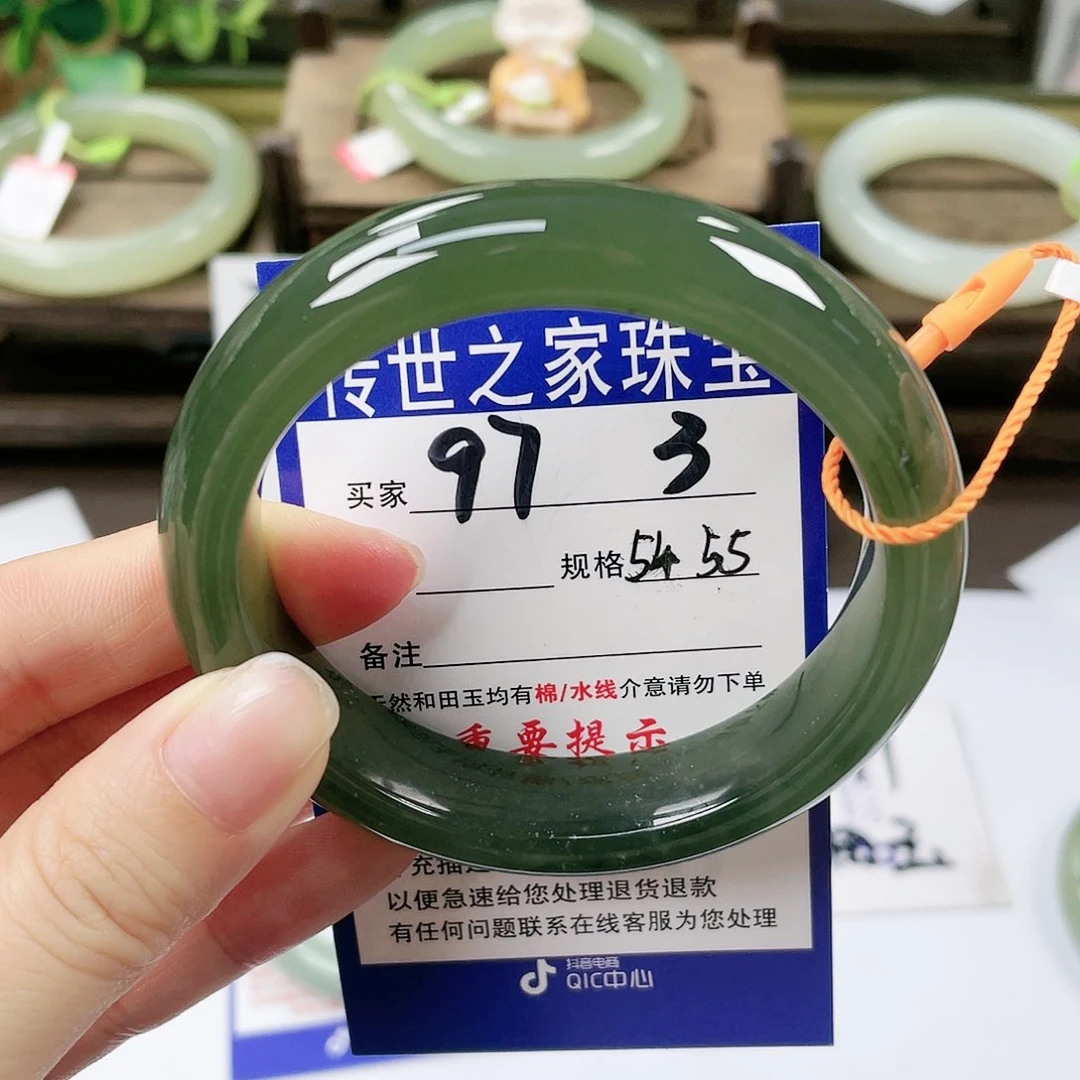 传世之家珠宝
买家 97 3
规格 54 55
备注
天然和田玉均有棉/水线介意请勿下单
重要提示
充描述
以便急速给您处理退货退款
有任何问题联系在线客服为您处理
抖音电商
QIC中心